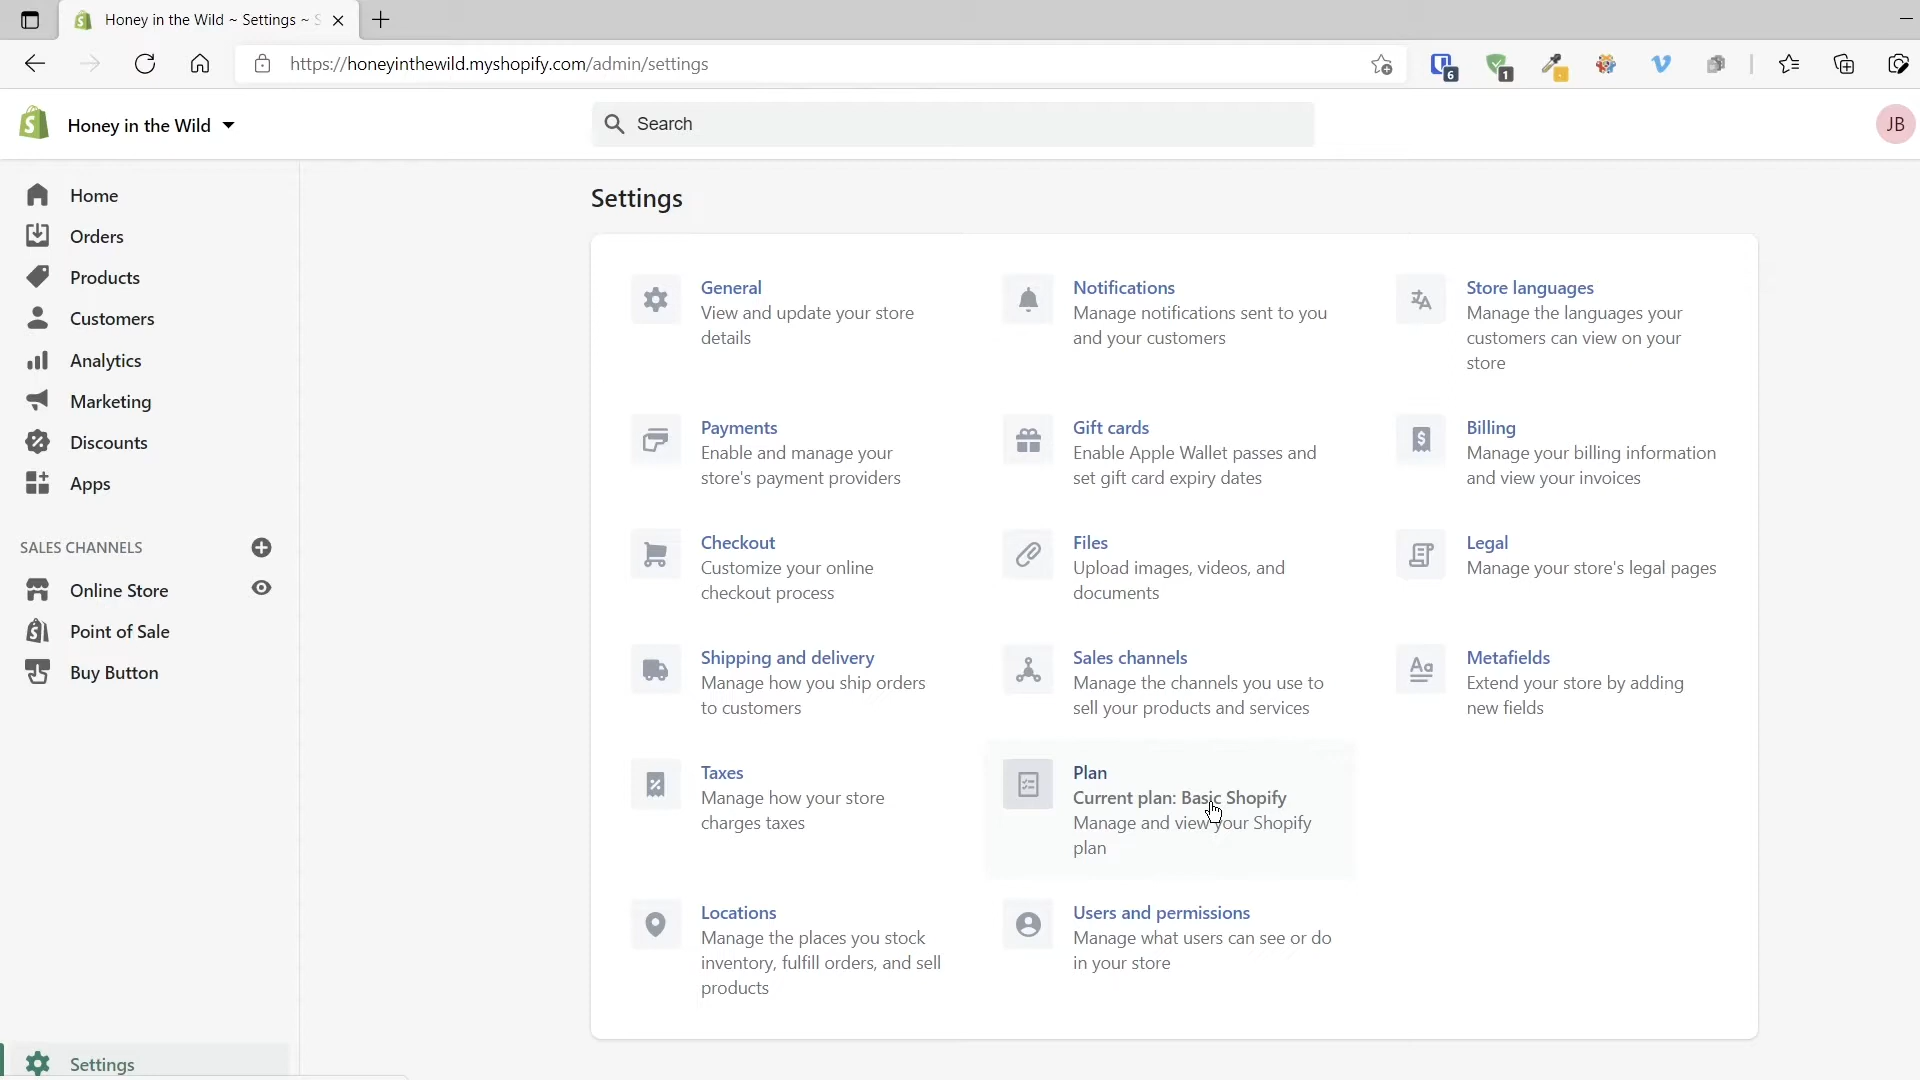 Honey in the Wild ~ Settings ~ S
https://honeyinthewild.myshopify.com/admin/settings
6
1
Honey in the Wild
Search
JB
Home
Orders
Products
Customers
Analytics
Marketing
Discounts
Apps
SALES CHANNELS
Online Store
Point of Sale
Buy Button
Settings
Settings
General
View and update your store
details
Notifications
Manage notifications sent to you
and your customers
Store languages
Manage the languages your
customers can view on your
store
Payments
Enable and manage your
store's payment providers
Gift cards
Enable Apple Wallet passes and
set gift card expiry dates
Billing
Manage your billing information
and view your invoices
Checkout
Customize your online
checkout process
Files
Upload images, videos, and
documents
Legal
Manage your store's legal pages
Shipping and delivery
Manage how you ship orders
to customers
Sales channels
Manage the channels you use to
sell your products and services
Metafields
Extend your store by adding
new fields
Taxes
Manage how your store
charges taxes
Plan
Current plan: Basic Shopify
Manage and view your Shopify
plan
Locations
Manage the places you stock
inventory, fulfill orders, and sell
products
Users and permissions
Manage what users can see or do
in your store